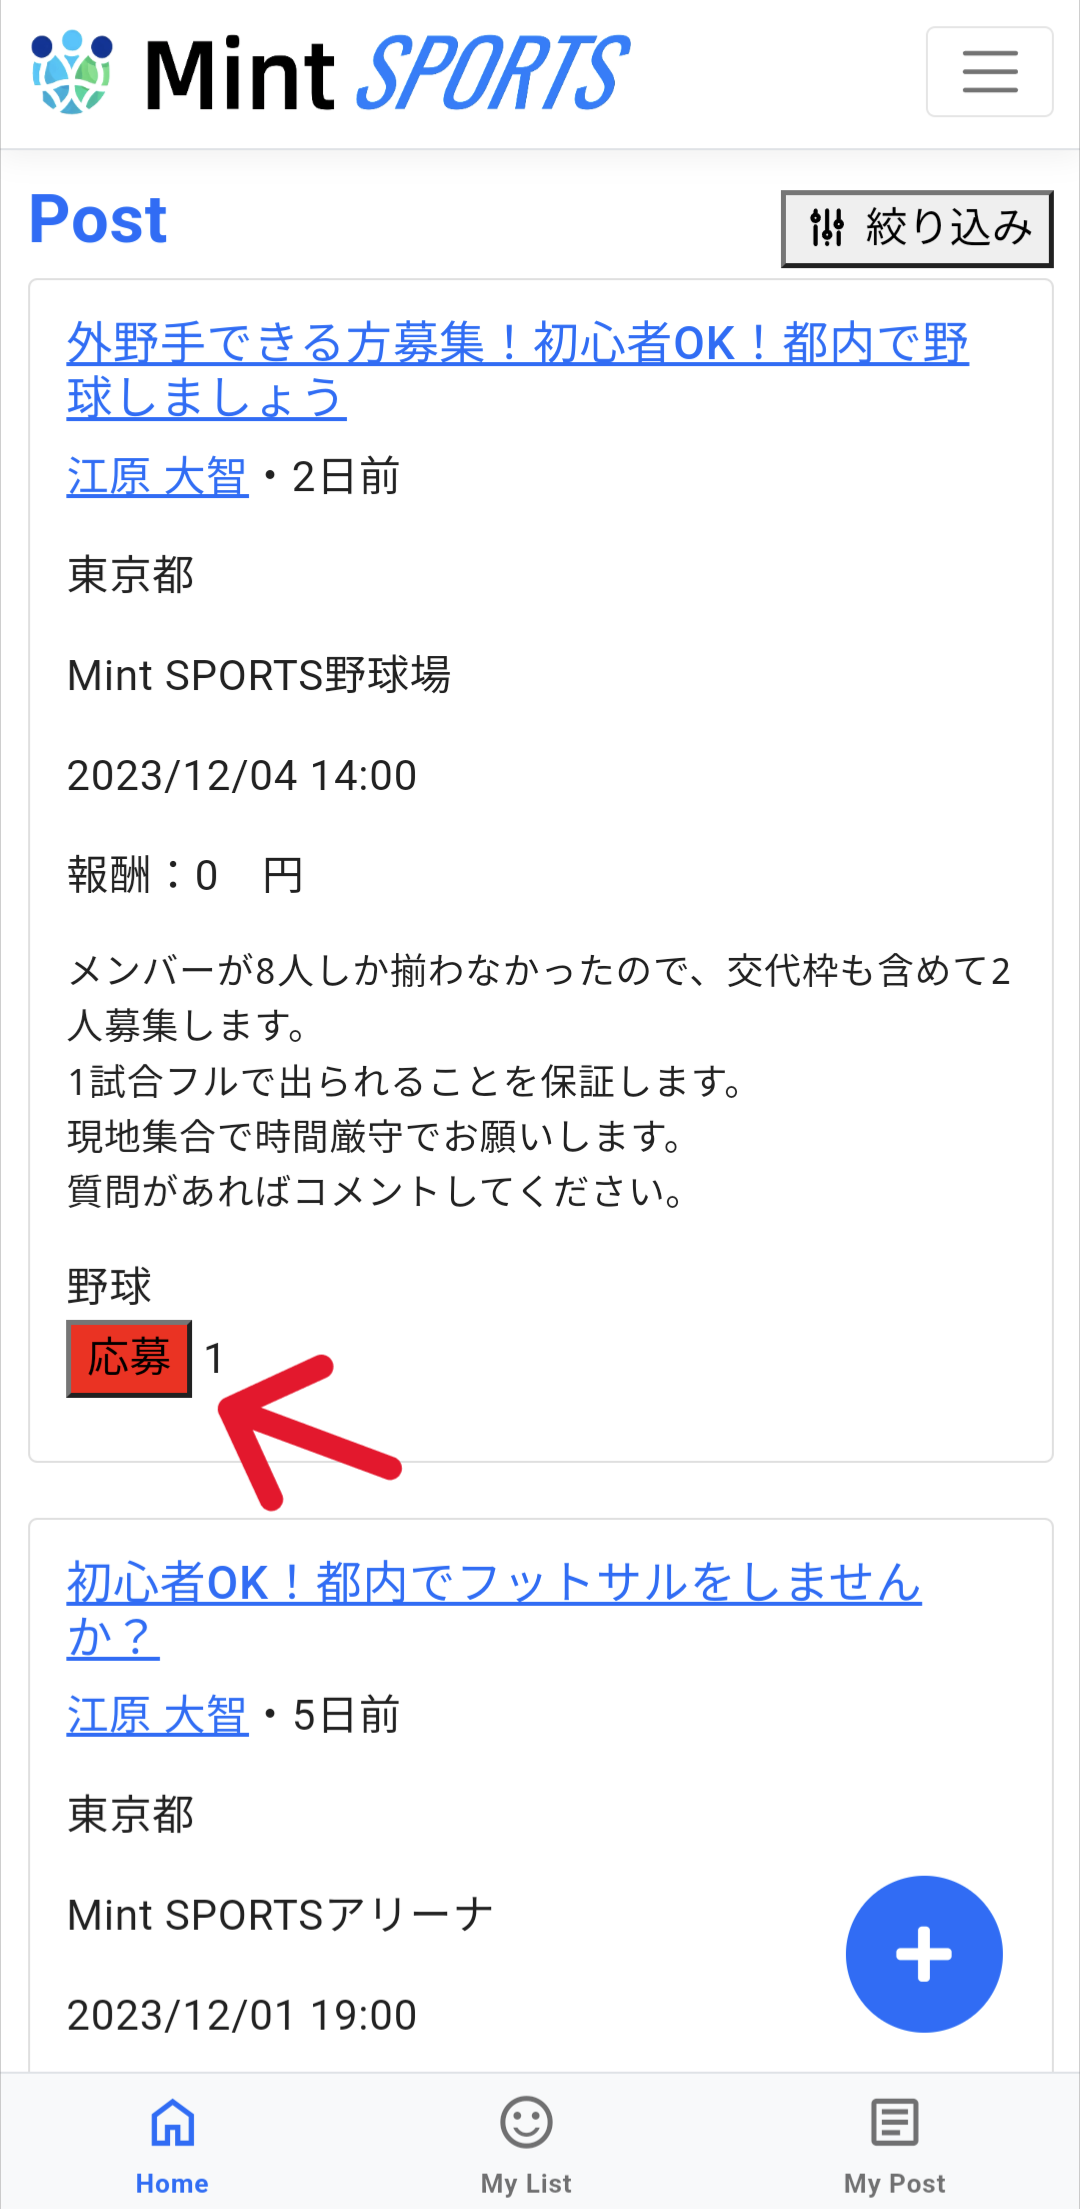 Mint SPORTS
Post
絞り込み
外野手できる方募集！初心者OK！都内で野
球しましょう
江原 大智・2日前
東京都
Mint SPORTS野球場
2023/12/04 14:00
報酬：0　円
メンバーが8人しか揃わなかったので、交代枠も含めて2
人募集します。
1試合フルで出られることを保証します。
現地集合で時間厳守でお願いします。
質問があればコメントしてください。
野球
応募 1
初心者OK！都内でフットサルをしません
か？
江原 大智・5日前
東京都
Mint SPORTSアリーナ
2023/12/01 19:00
Home
My List
My Post